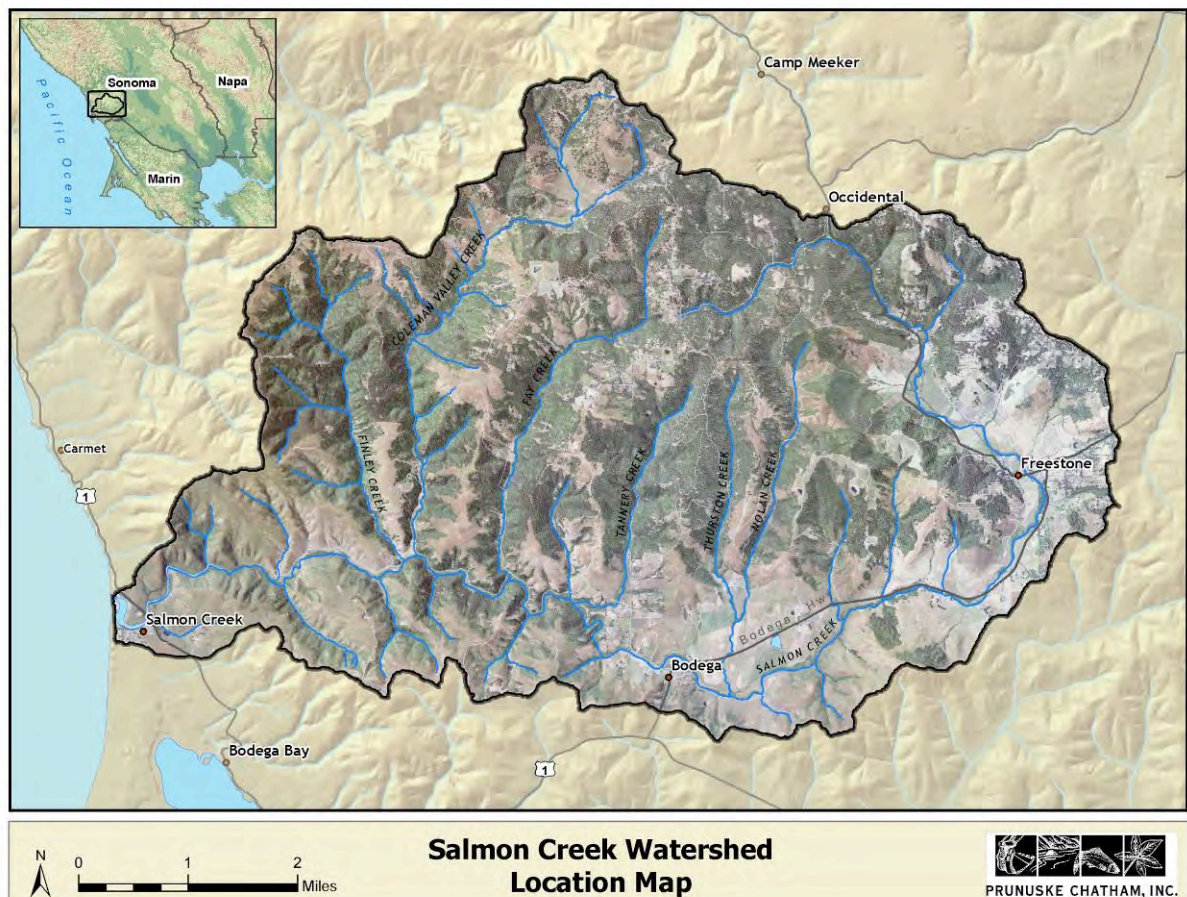 Sonoma
Napa
Pacific Ocean
Marin
Camp Meeker
Occidental
COLEMAN VALLEY CREEK
FAY CREEK
FINLEY CREEK
Carmet
1
Freestone
TANNERY CREEK
THURSTON CREEK
NOLAN CREEK
Bodega Hw
Salmon Creek
SALMON CREEK
Bodega
Bodega Bay
1
Salmon Creek Watershed
Location Map
N
0 1 2
Miles
PRUNUSKE CHATHAM, INC.